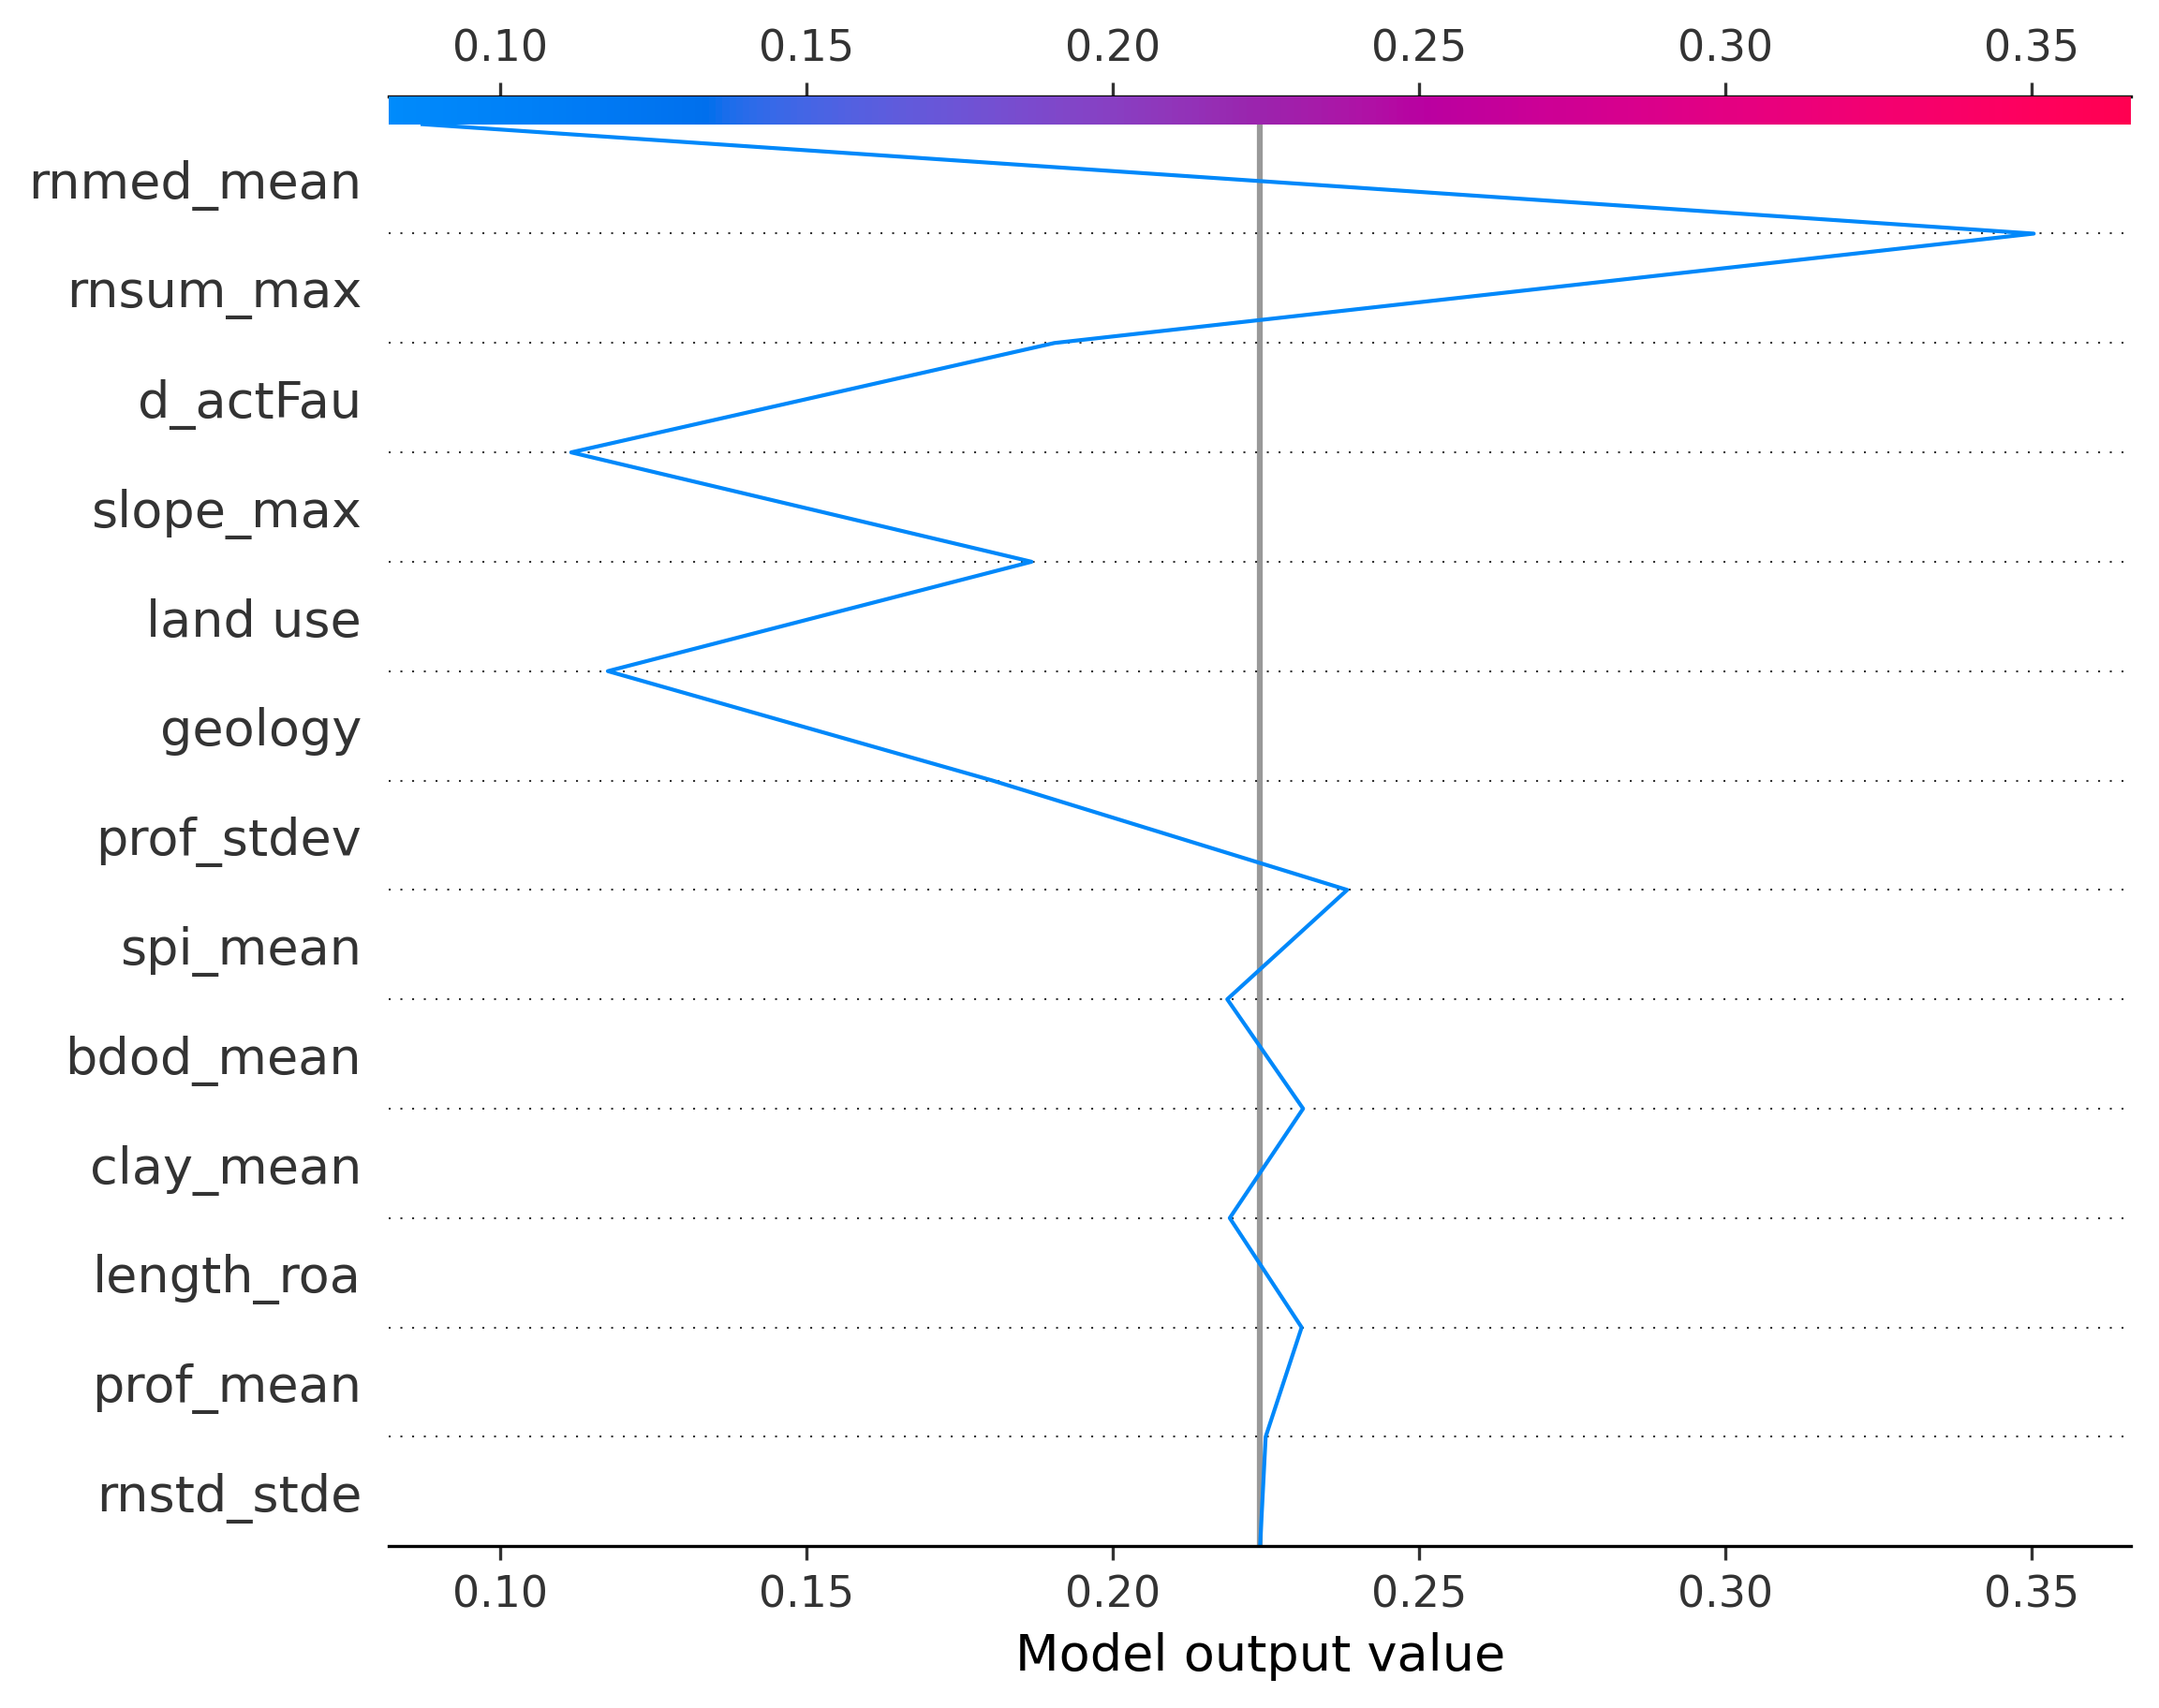 0.10 0.15 0.20 0.25 0.30 0.35
rnmed_mean
rnsum_max
d_actFau
slope_max
land use
geology
prof_stdev
spi_mean
bdod_mean
clay_mean
length_roa
prof_mean
rnstd_stde
0.10 0.15 0.20 0.25 0.30 0.35
Model output value